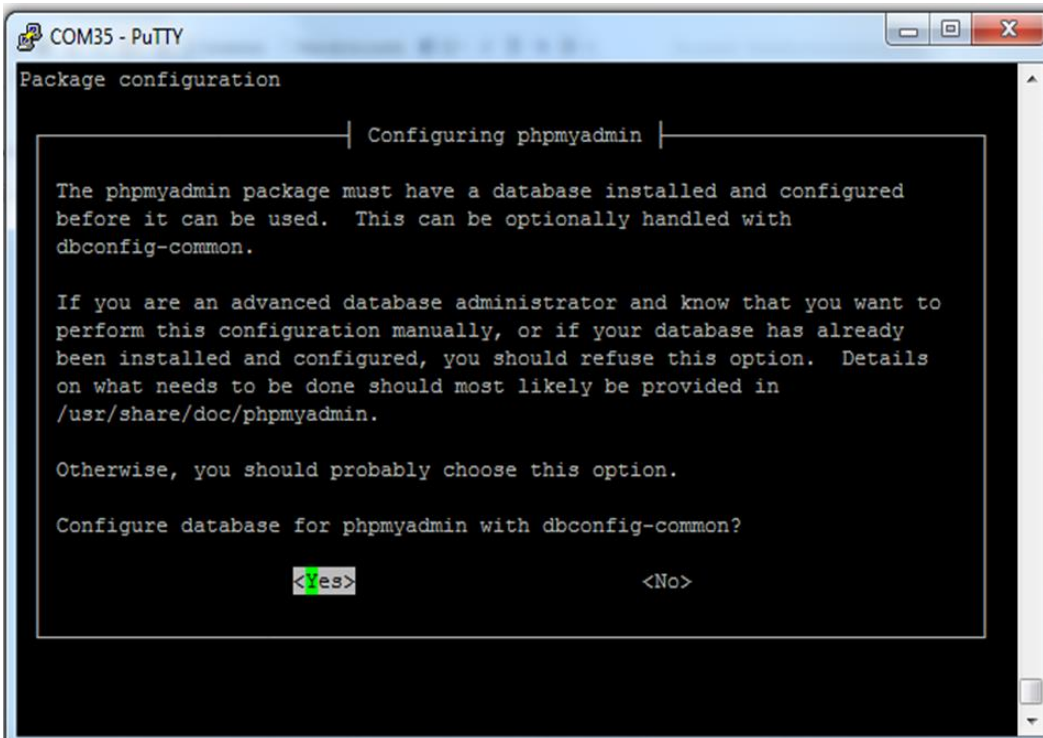 COM35 - PuTTY
Package configuration
Configuring phpmyadmin
The phpmyadmin package must have a database installed and configured
before it can be used.  This can be optionally handled with
dbconfig-common.
If you are an advanced database administrator and know that you want to
perform this configuration manually, or if your database has already
been installed and configured, you should refuse this option.  Details
on what needs to be done should most likely be provided in
/usr/share/doc/phpmyadmin.
Otherwise, you should probably choose this option.
Configure database for phpmyadmin with dbconfig-common?
<Yes> <No>